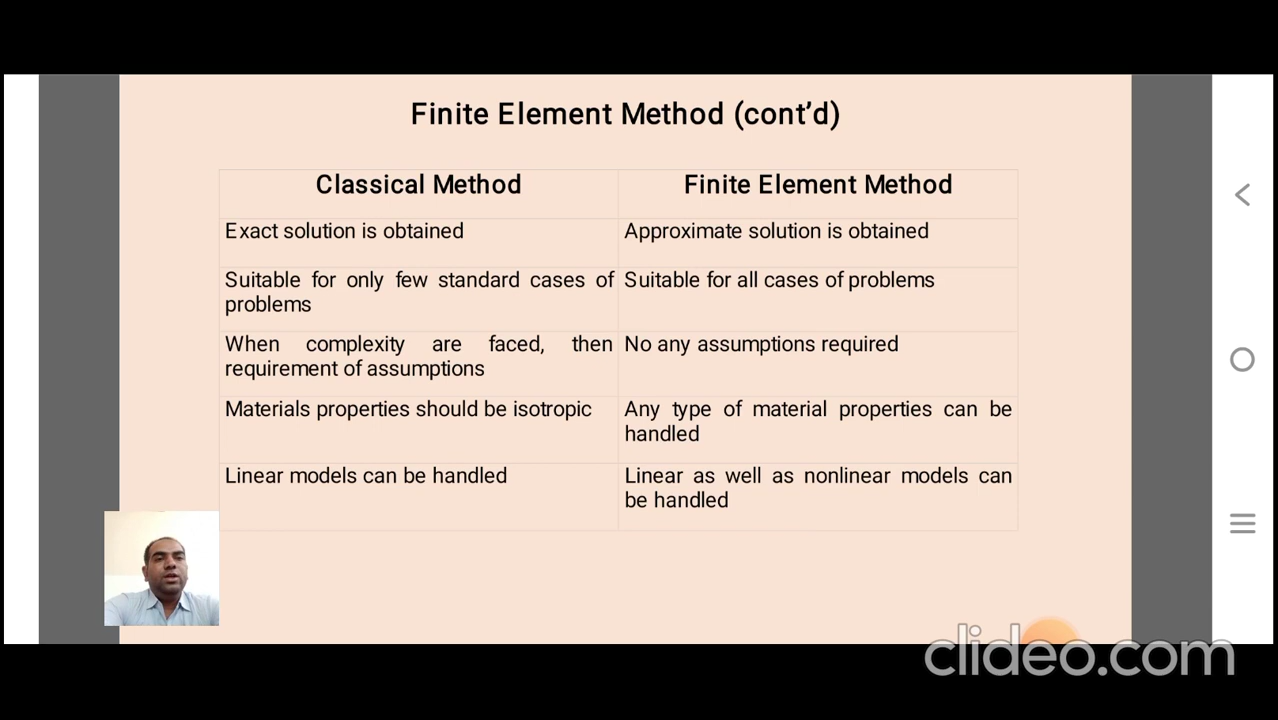 Finite Element Method (cont’d)
Classical Method
Finite Element Method
Exact solution is obtained
Approximate solution is obtained
Suitable for only few standard cases of
problems
Suitable for all cases of problems
When complexity are faced, then
requirement of assumptions
No any assumptions required
Materials properties should be isotropic
Any type of material properties can be
handled
Linear models can be handled
Linear as well as nonlinear models can
be handled
clideo.com